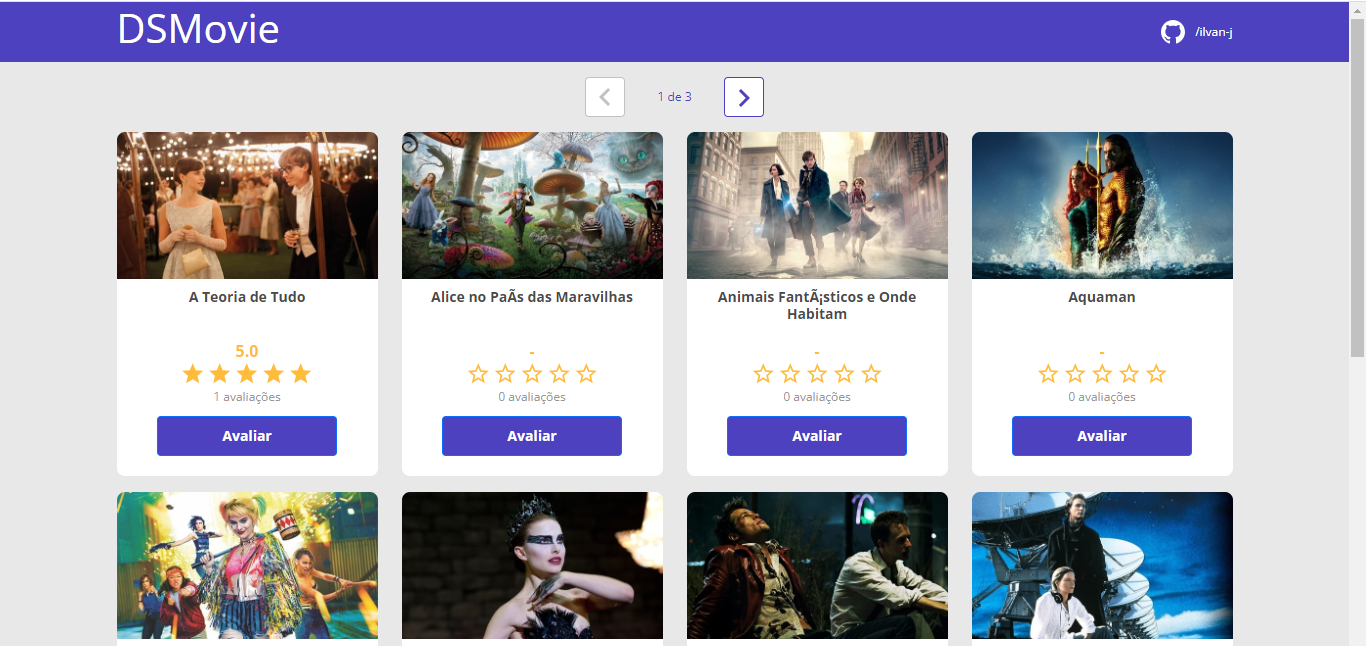 DSMovie
/ilvan-j
1 de 3
A Teoria de Tudo
Alice no PaÃs das Maravilhas
Animais FantÃ¡sticos e Onde
Habitam
Aquaman
5.0
-
-
-
1 avaliações
0 avaliações
0 avaliações
0 avaliações
Avaliar
Avaliar
Avaliar
Avaliar